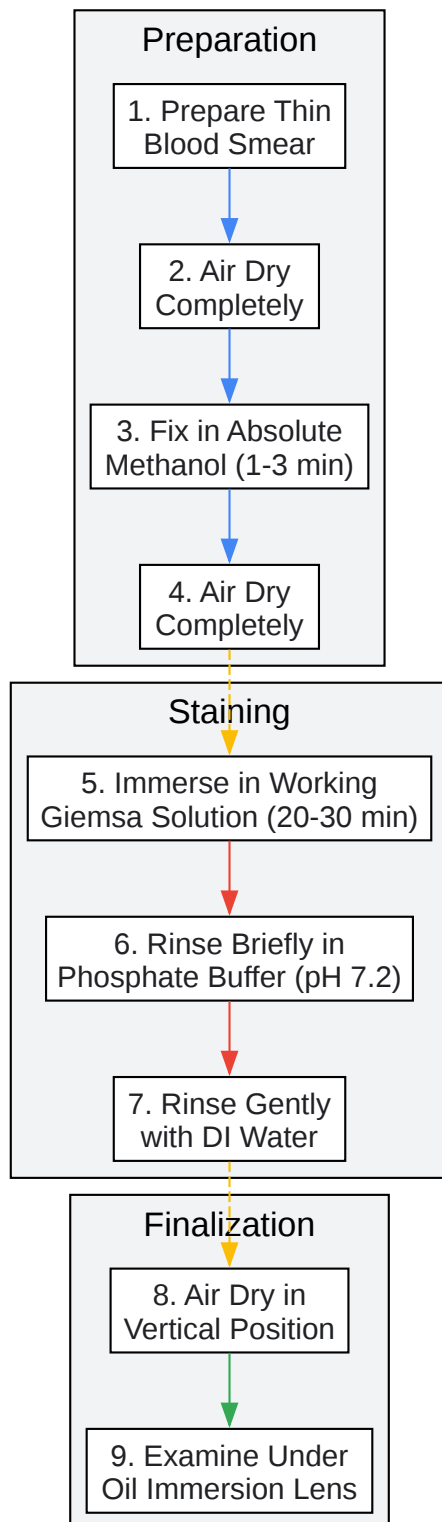 Preparation
1. Prepare Thin
Blood Smear
2. Air Dry
Completely
3. Fix in Absolute
Methanol (1-3 min)
4. Air Dry
Completely
Staining
5. Immerse in Working
Giemsa Solution (20-30 min)
6. Rinse Briefly in
Phosphate Buffer (pH 7.2)
7. Rinse Gently
with DI Water
Finalization
8. Air Dry in
Vertical Position
9. Examine Under
Oil Immersion Lens